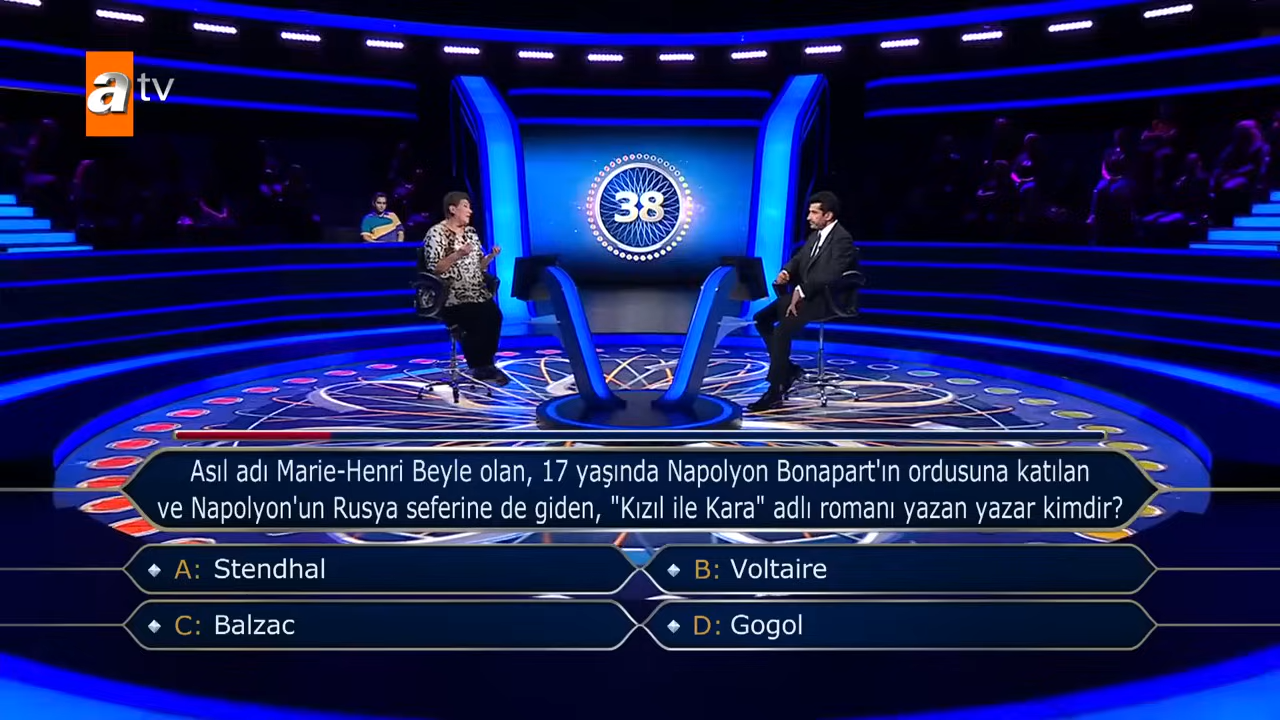 a tv
38
Asıl adı Marie-Henri Beyle olan, 17 yaşında Napolyon Bonapart'ın ordusuna katılan
ve Napolyon'un Rusya seferine de giden, "Kızıl ile Kara" adlı romanı yazan yazar kimdir?
A: Stendhal
B: Voltaire
C: Balzac
D: Gogol